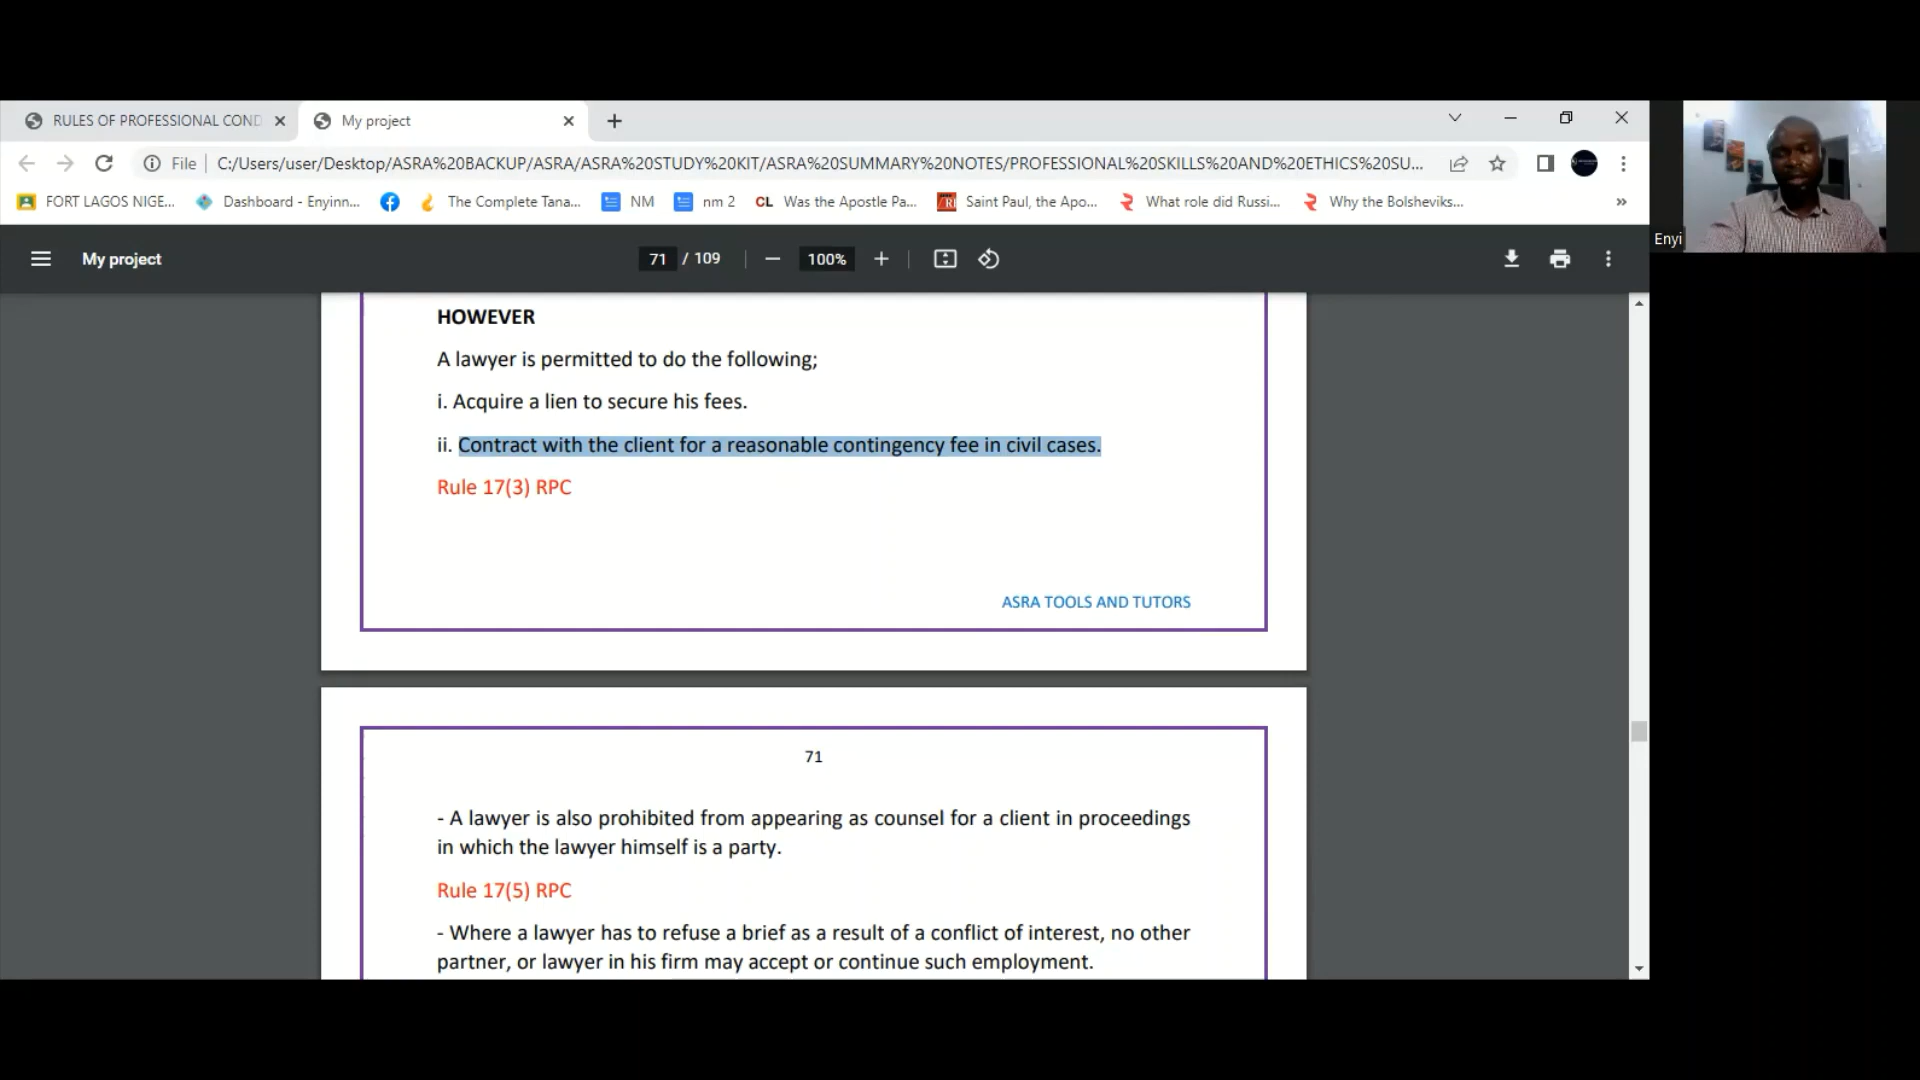 RULES OF PROFESSIONAL COND
My project
File C:/Users/user/Desktop/ASRA%20BACKUP/ASRA/ASRA%20STUDY%20KIT/ASRA%20SUMMARY%20NOTES/PROFESSIONAL%20SKILLS%20AND%20ETHICS%20SU...
FORT LAGOS NIGE... Dashboard - Enyinn... The Complete Tana... NM nm 2 CL Was the Apostle Pa... Saint Paul, the Apo... What role did Russi... Why the Bolsheviks... »
Enyi
My project 71 / 109 100%
HOWEVER
A lawyer is permitted to do the following;
i. Acquire a lien to secure his fees.
ii. Contract with the client for a reasonable contingency fee in civil cases.
Rule 17(3) RPC
ASRA TOOLS AND TUTORS
71
- A lawyer is also prohibited from appearing as counsel for a client in proceedings
in which the lawyer himself is a party.
Rule 17(5) RPC
- Where a lawyer has to refuse a brief as a result of a conflict of interest, no other
partner, or lawyer in his firm may accept or continue such employment.